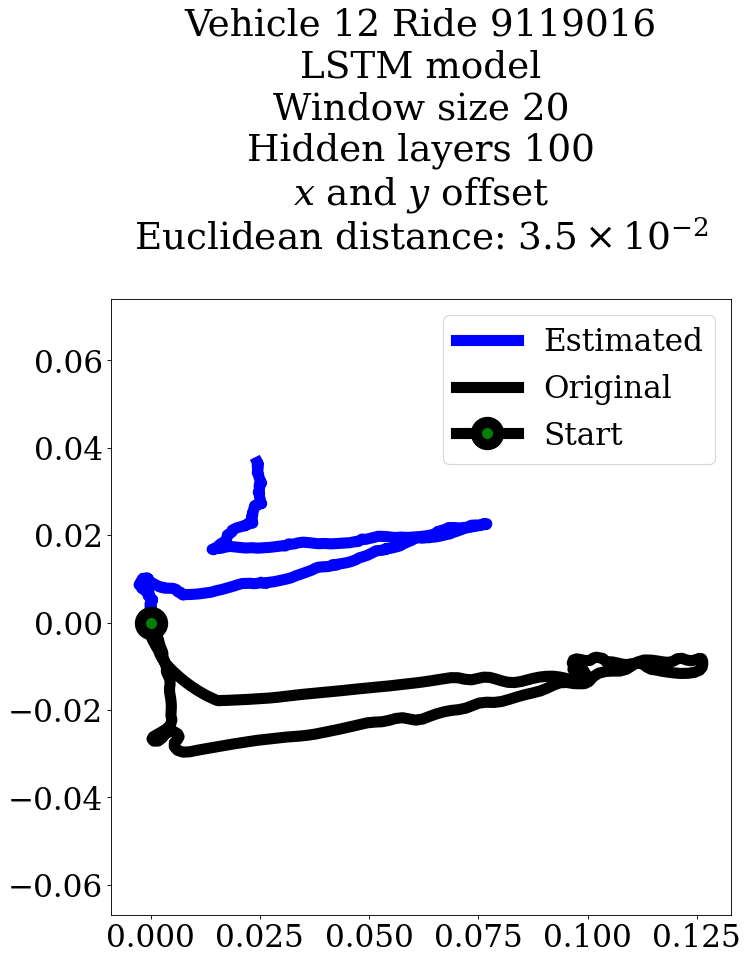 Vehicle 12 Ride 9119016
LSTM model
Window size 20
Hidden layers 100
x and y offset
Euclidean distance: 3.5 × 10⁻²
Estimated
Original
Start
0.06
0.04
0.02
0.00
−0.02
−0.04
−0.06
0.000 0.025 0.050 0.075 0.100 0.125